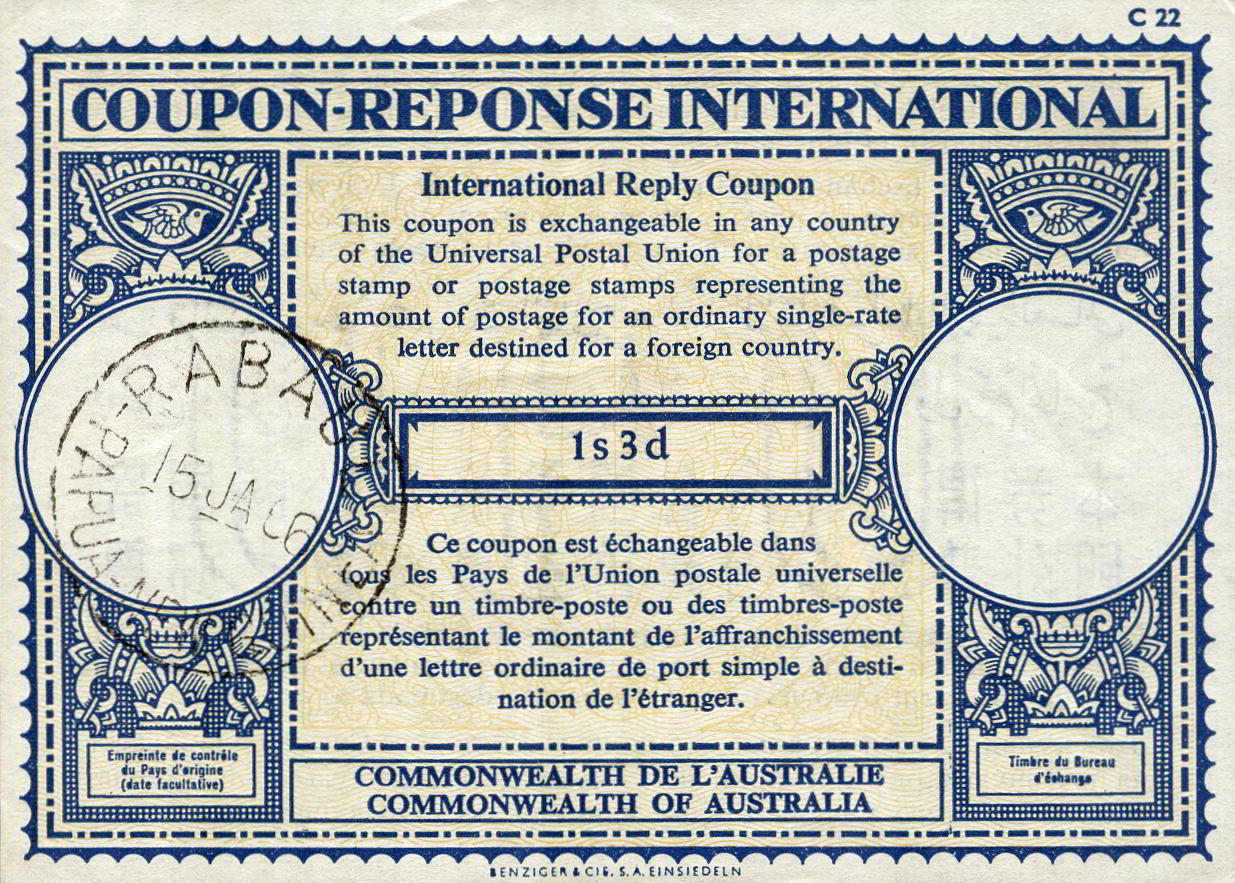 C 22
COUPON-REPONSE INTERNATIONAL
International Reply Coupon
This coupon is exchangeable in any country
of the Universal Postal Union for a postage
stamp or postage stamps representing the
amount of postage for an ordinary single-rate
letter destined for a foreign country.
1s 3d
RABAUL
15 JA 66
PAPUA-NEW GUINEA
Ce coupon est échangeable dans
tous les Pays de l'Union postale universelle
contre un timbre-poste ou des timbres-poste
représentant le montant de l'affranchissement
d'une lettre ordinaire de port simple à desti-
nation de l'étranger.
Empreinte de contrôle
du Pays d'origine
(date facultative)
Timbre du Bureau
d'échange
COMMONWEALTH DE L'AUSTRALIE
COMMONWEALTH OF AUSTRALIA
BENZIGER & CIE, S.A. EINSIEDELN